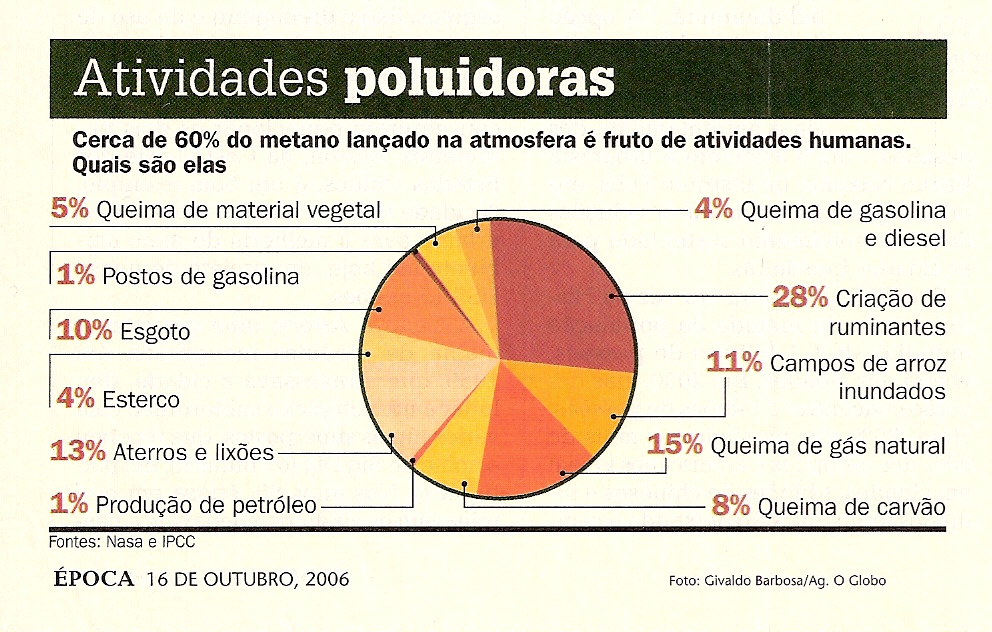 Atividades poluidoras
Cerca de 60% do metano lançado na atmosfera é fruto de atividades humanas.
Quais são elas
5% Queima de material vegetal
1% Postos de gasolina
10% Esgoto
4% Esterco
13% Aterros e lixões
1% Produção de petróleo
4% Queima de gasolina
e diesel
28% Criação de
ruminantes
11% Campos de arroz
inundados
15% Queima de gás natural
8% Queima de carvão
Fontes: Nasa e IPCC
ÉPOCA 16 DE OUTUBRO, 2006
Foto: Givaldo Barbosa/Ag. O Globo